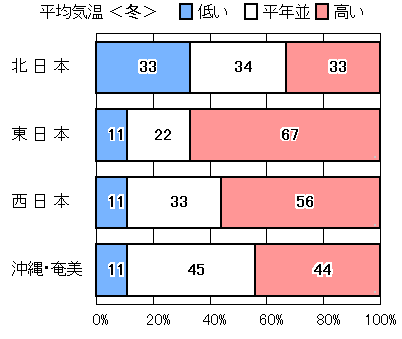 平均気温＜冬＞ 低い 平年並 高い
北日本 33 34 33
東日本 11 22 67
西日本 11 33 56
沖縄・奄美 11 45 44
0% 20% 40% 60% 80% 100%